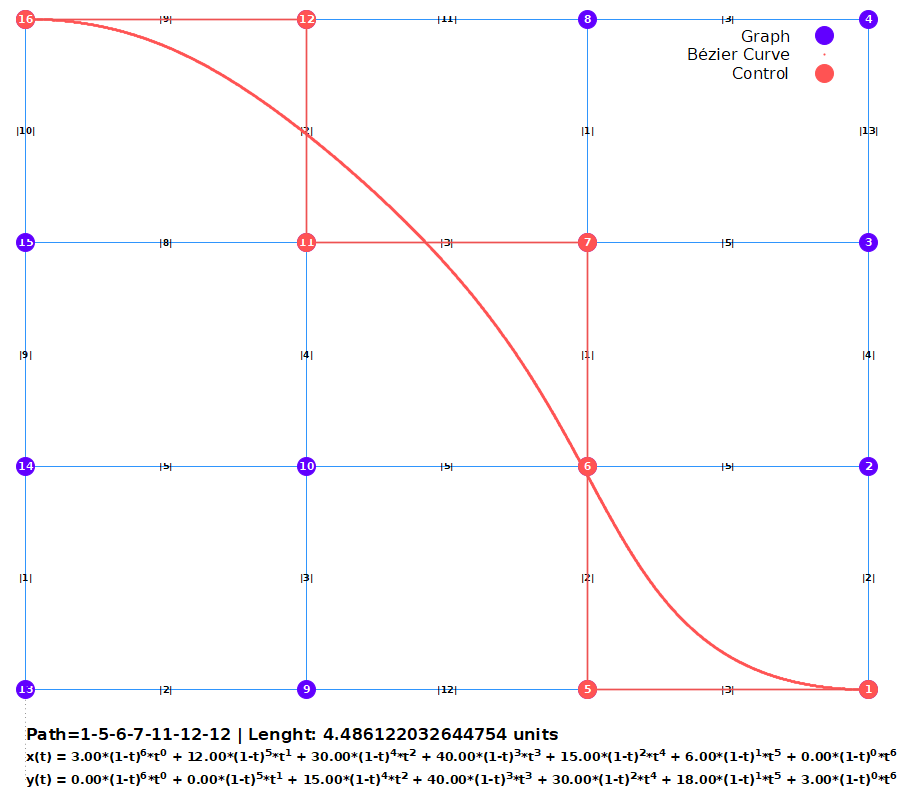 16 |9| 12 |11| 8 |3| 4
Graph
Bézier Curve
Control
|10| |2| |1| |13|
15 |8| 11 |3| 7 |5| 3
|9| |4| |1| |4|
14 |5| 10 |5| 6 |5| 2
|1| |3| |2| |2|
13 |2| 9 |12| 5 |3| 1
Path=1-5-6-7-11-12-12 | Lenght: 4.486122032644754 units
x(t) = 3.00*(1-t)⁶*t⁰ + 12.00*(1-t)⁵*t¹ + 30.00*(1-t)⁴*t² + 40.00*(1-t)³*t³ + 15.00*(1-t)²*t⁴ + 6.00*(1-t)¹*t⁵ + 0.00*(1-t)⁰*t⁶
y(t) = 0.00*(1-t)⁶*t⁰ + 0.00*(1-t)⁵*t¹ + 15.00*(1-t)⁴*t² + 40.00*(1-t)³*t³ + 30.00*(1-t)²*t⁴ + 18.00*(1-t)¹*t⁵ + 3.00*(1-t)⁰*t⁶